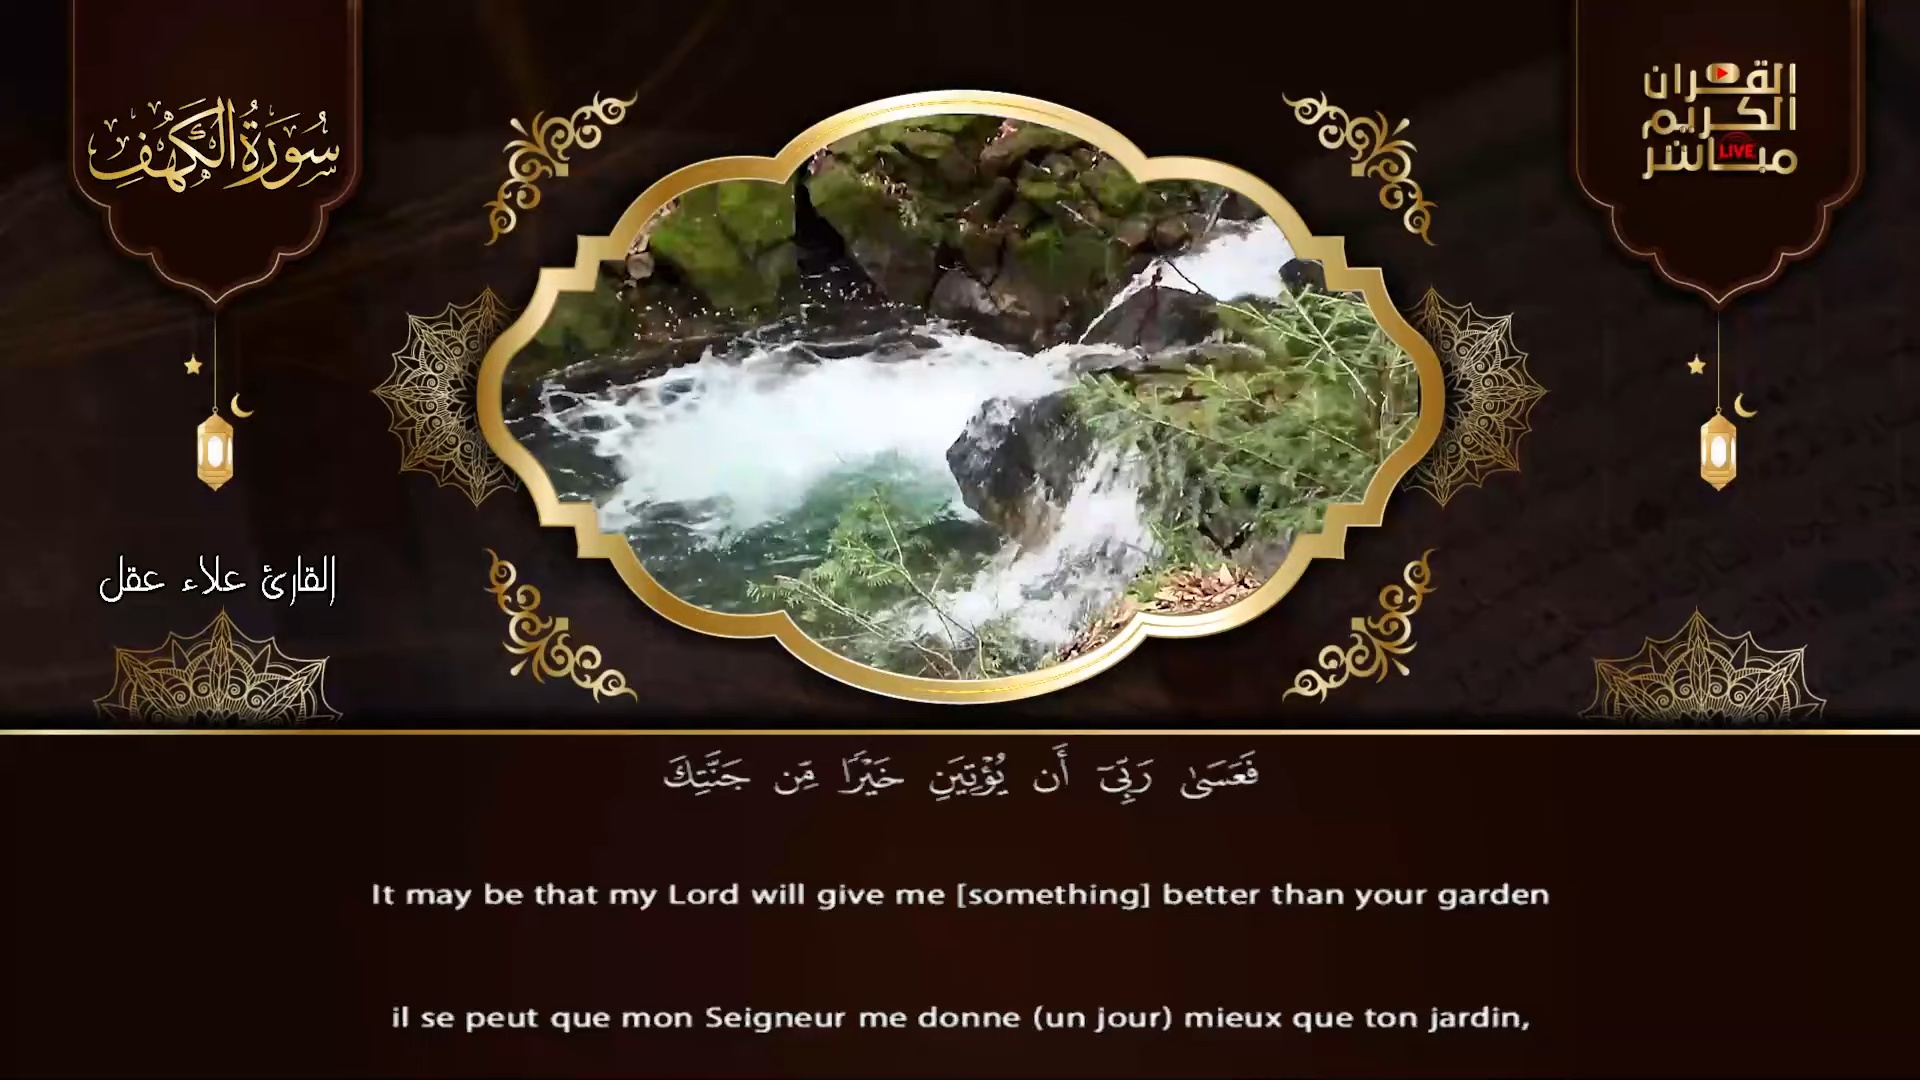 سُورَةُ الكَهْفِ
القرآن
الكريم
مباشر
LIVE
القارئ علاء عقل
فَعَسَىٰ رَبِّىٓ أَن يُؤْتِيَنِ خَيْرًا مِّن جَنَّتِكَ
It may be that my Lord will give me [something] better than your garden
il se peut que mon Seigneur me donne (un jour) mieux que ton jardin,